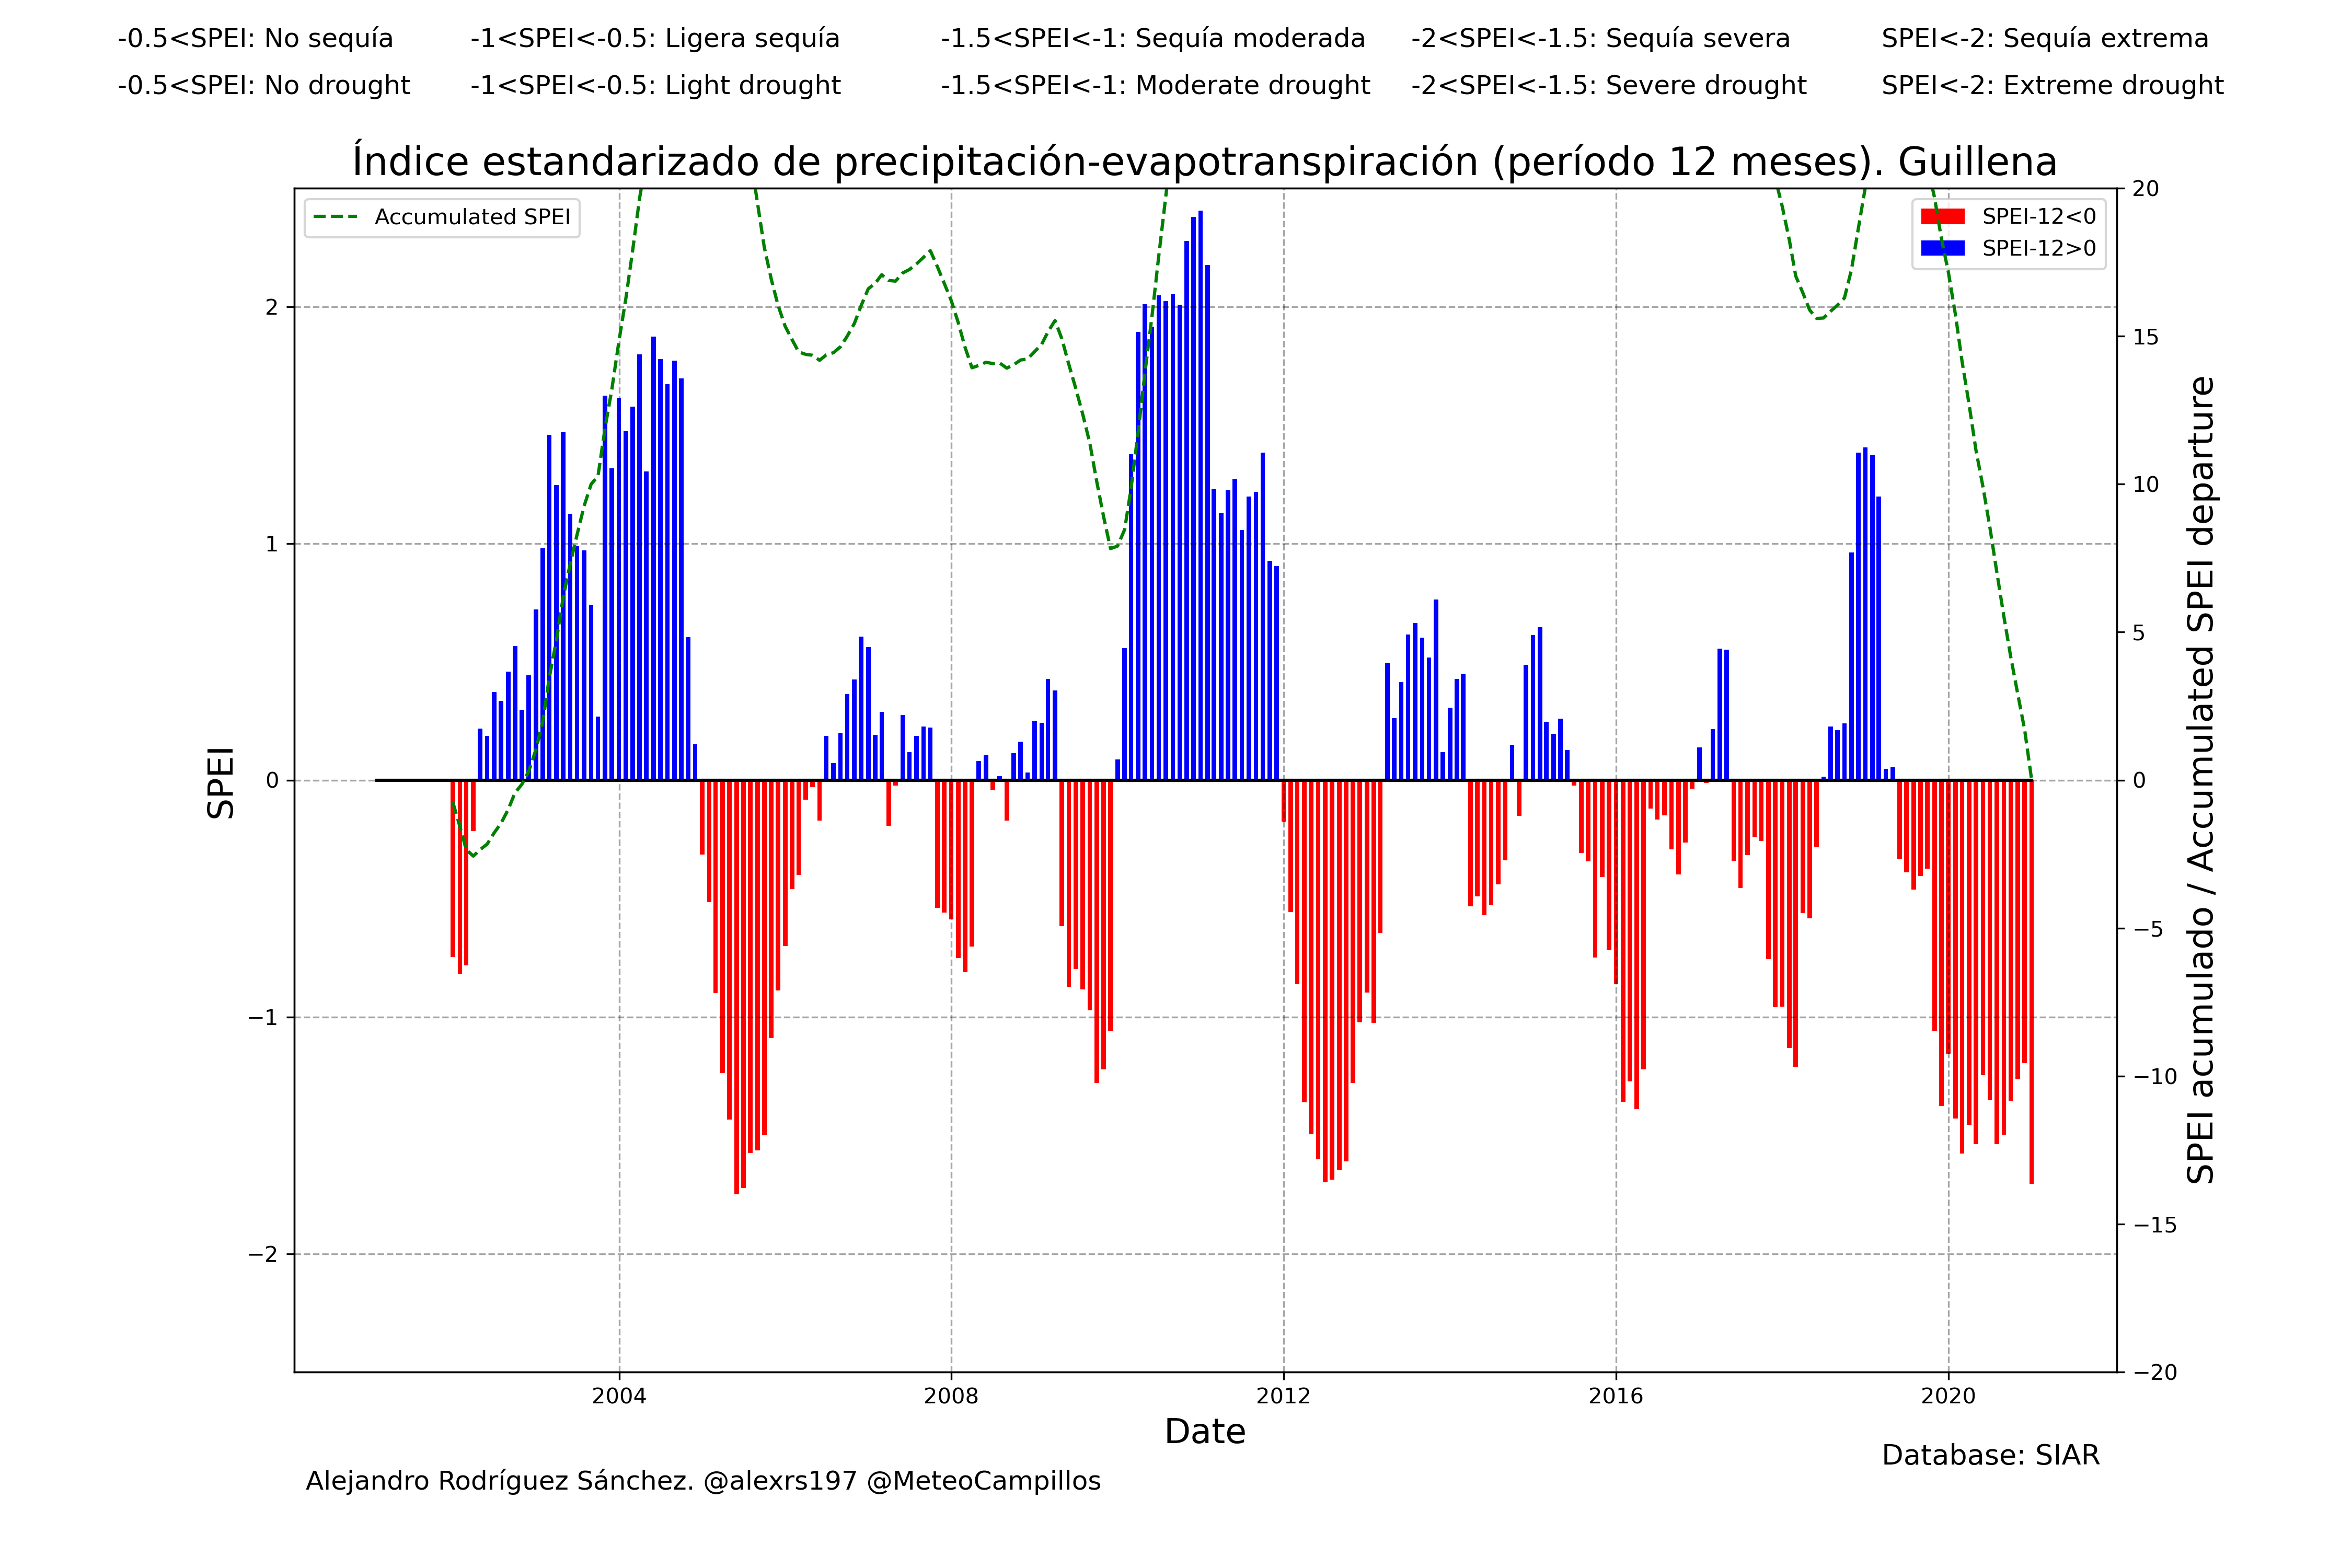 -0.5<SPEI: No sequía -1<SPEI<-0.5: Ligera sequía -1.5<SPEI<-1: Sequía moderada -2<SPEI<-1.5: Sequía severa SPEI<-2: Sequía extrema
-0.5<SPEI: No drought -1<SPEI<-0.5: Light drought -1.5<SPEI<-1: Moderate drought -2<SPEI<-1.5: Severe drought SPEI<-2: Extreme drought
Índice estandarizado de precipitación-evapotranspiración (período 12 meses). Guillena
Accumulated SPEI
SPEI-12<0
SPEI-12>0
SPEI
2
1
0
−1
−2
20
15
10
5
0
−5
−10
−15
−20
SPEI acumulado / Accumulated SPEI departure
2004 2008 2012 2016 2020
Date
Database: SIAR
Alejandro Rodríguez Sánchez. @alexrs197 @MeteoCampillos